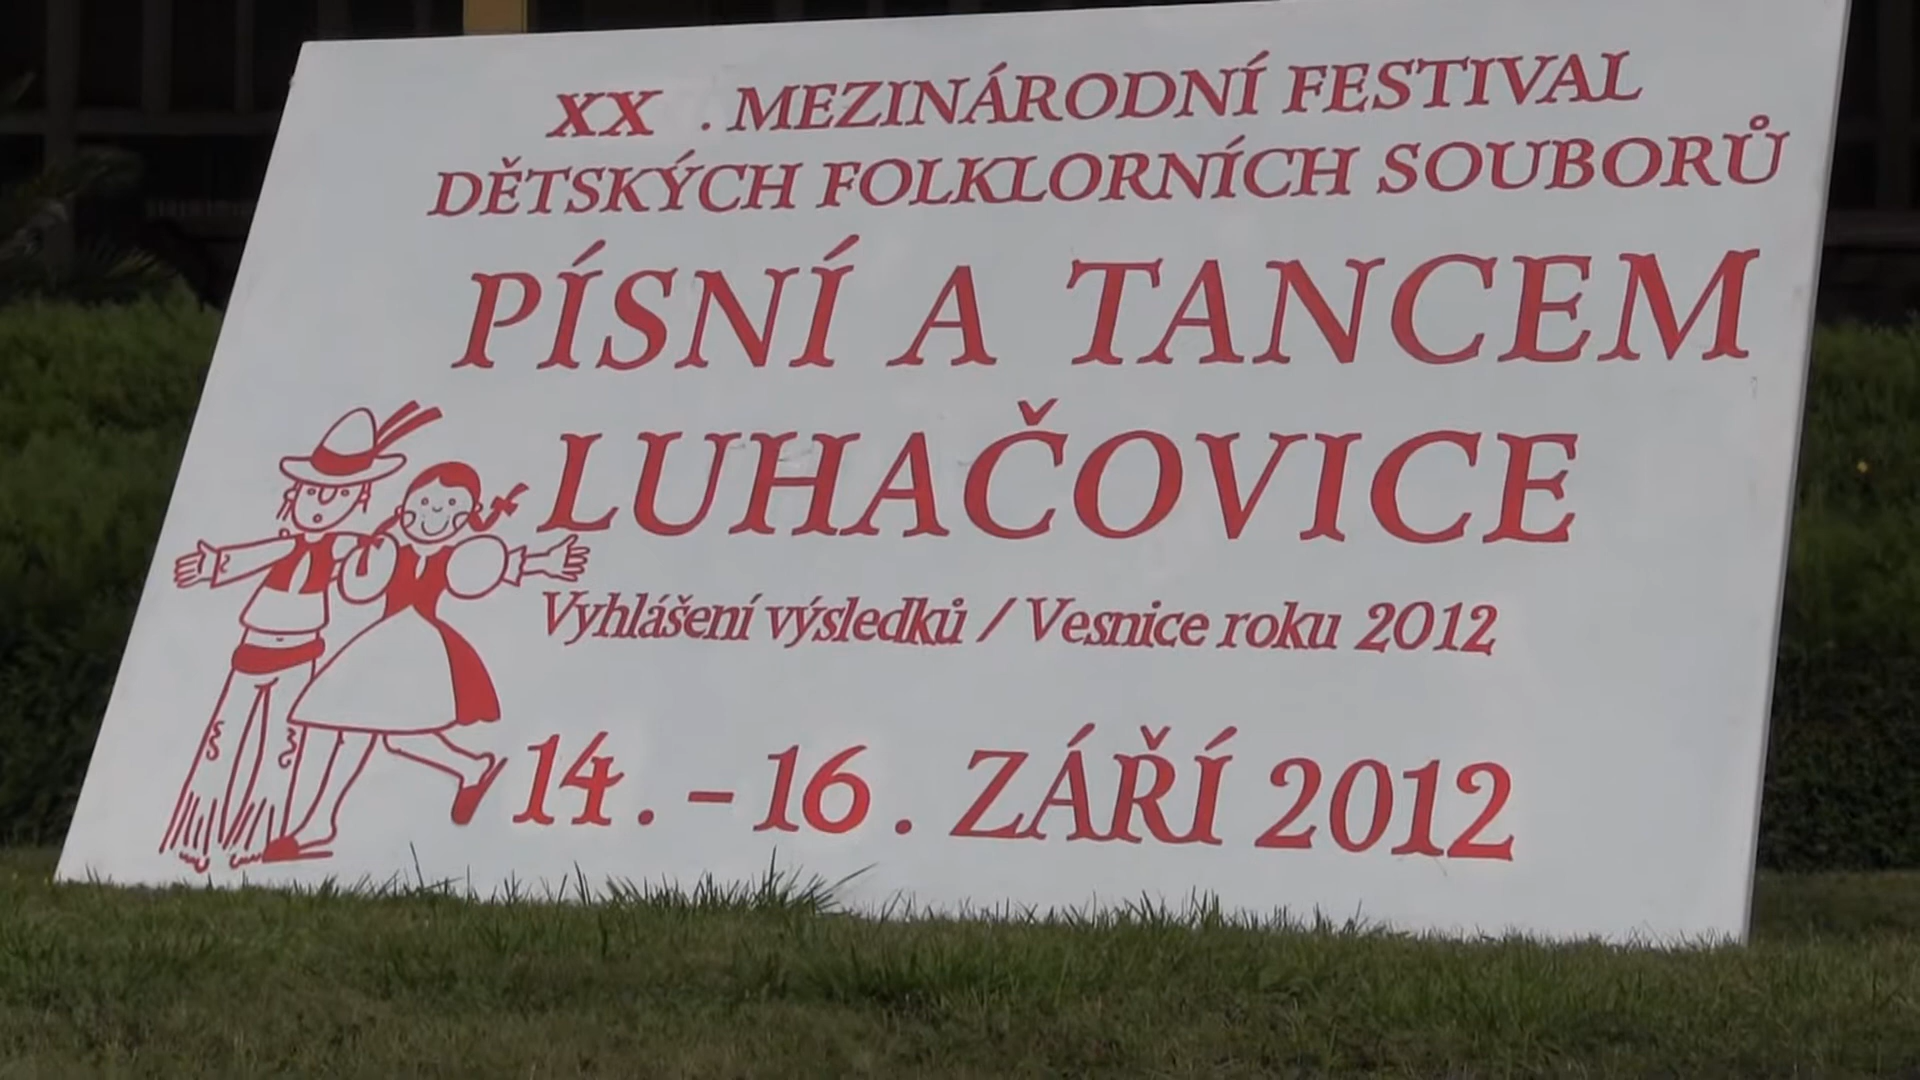 XX . MEZINÁRODNÍ FESTIVAL
DĚTSKÝCH FOLKLORNÍCH SOUBORŮ
PÍSNÍ A TANCEM
LUHAČOVICE
Vyhlášení výsledků / Vesnice roku 2012
14. - 16. ZÁŘÍ 2012